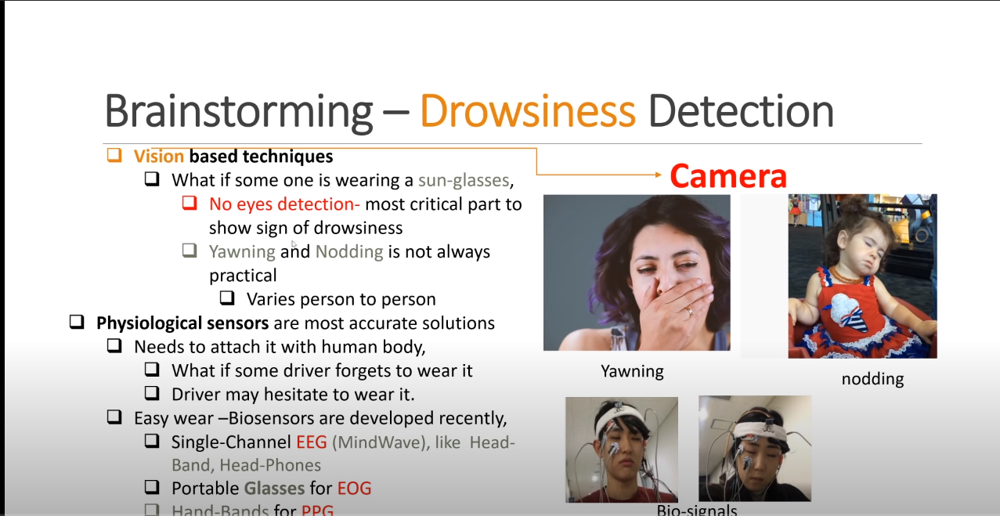 Brainstorming – Drowsiness Detection
Vision based techniques
What if some one is wearing a sun-glasses,
No eyes detection- most critical part to
show sign of drowsiness
Yawning and Nodding is not always
practical
Varies person to person
Physiological sensors are most accurate solutions
Needs to attach it with human body,
What if some driver forgets to wear it
Driver may hesitate to wear it.
Easy wear –Biosensors are developed recently,
Single-Channel EEG (MindWave), like Head-
Band, Head-Phones
Portable Glasses for EOG
Hand-Bands for PPG
Camera
Yawning
nodding
Bio-signals